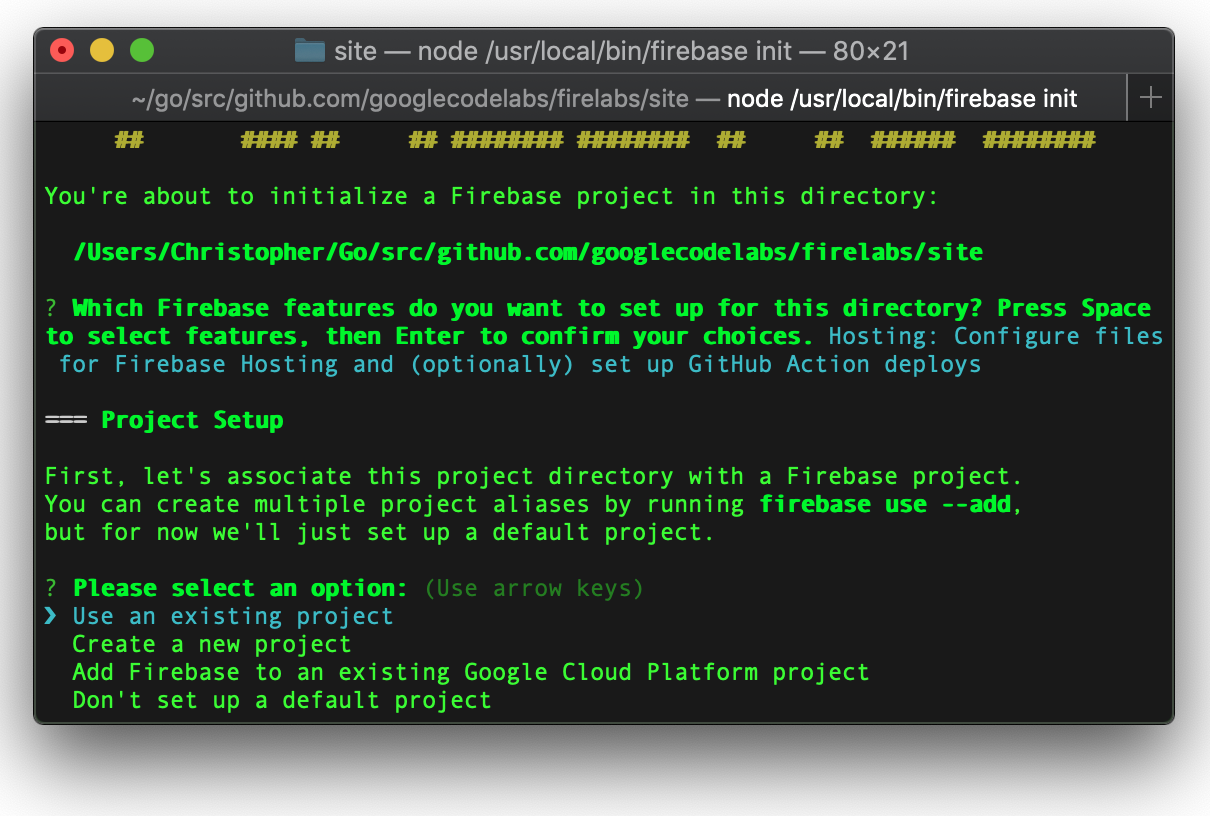 site — node /usr/local/bin/firebase init — 80×21
~/go/src/github.com/googlecodelabs/firelabs/site — node /usr/local/bin/firebase init
##       #### ##     ## ######## ########  ##     ##  ######  ########
You're about to initialize a Firebase project in this directory:
/Users/Christopher/Go/src/github.com/googlecodelabs/firelabs/site
? Which Firebase features do you want to set up for this directory? Press Space
to select features, then Enter to confirm your choices. Hosting: Configure files
for Firebase Hosting and (optionally) set up GitHub Action deploys
=== Project Setup
First, let's associate this project directory with a Firebase project.
You can create multiple project aliases by running firebase use --add,
but for now we'll just set up a default project.
? Please select an option: (Use arrow keys)
❯ Use an existing project
Create a new project
Add Firebase to an existing Google Cloud Platform project
Don't set up a default project